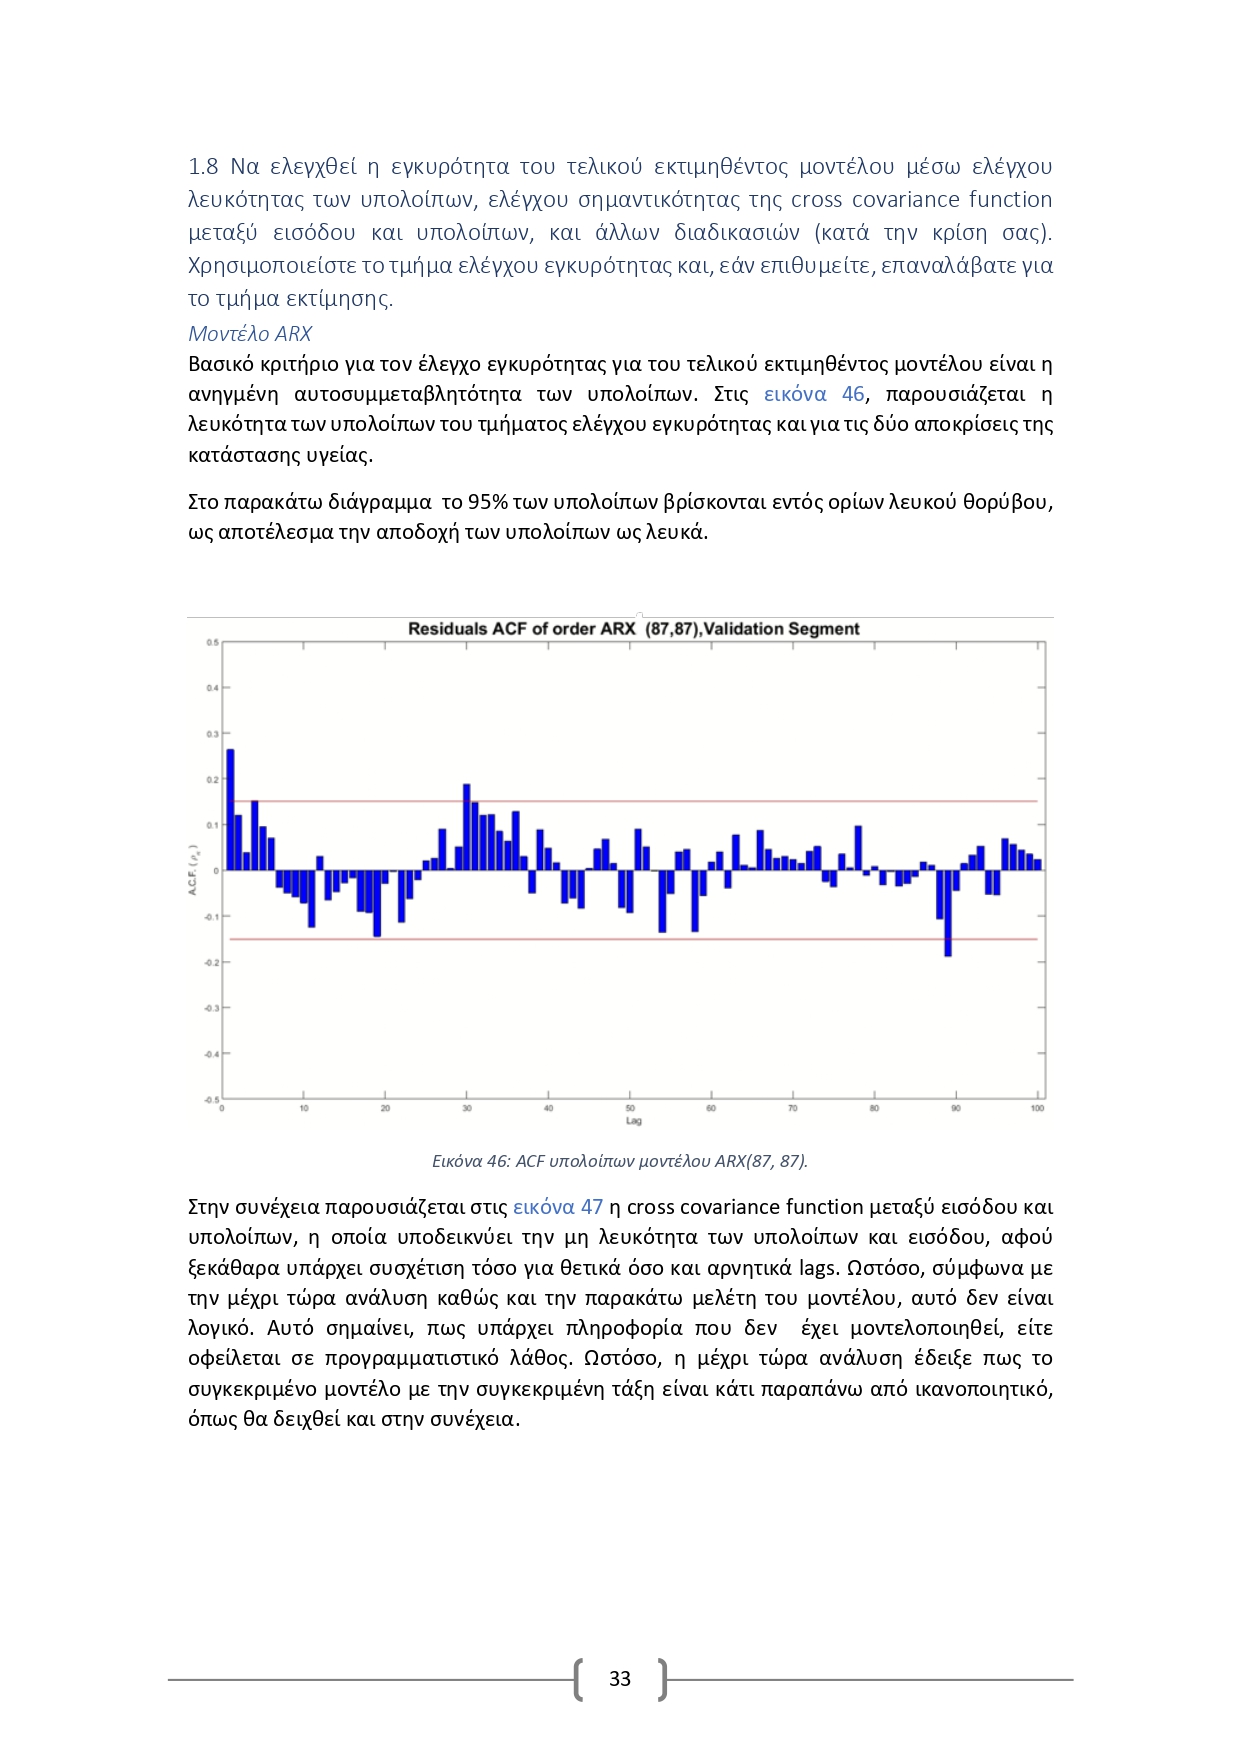 1.8 Να ελεγχθεί η εγκυρότητα του τελικού εκτιμηθέντος μοντέλου μέσω ελέγχου
λευκότητας των υπολοίπων, ελέγχου σημαντικότητας της cross covariance function
μεταξύ εισόδου και υπολοίπων, και άλλων διαδικασιών (κατά την κρίση σας).
Χρησιμοποιείστε το τμήμα ελέγχου εγκυρότητας και, εάν επιθυμείτε, επαναλάβατε για
το τμήμα εκτίμησης.
Μοντέλο ARX
Βασικό κριτήριο για τον έλεγχο εγκυρότητας για του τελικού εκτιμηθέντος μοντέλου είναι η
ανηγμένη αυτοσυμμεταβλητότητα των υπολοίπων. Στις εικόνα 46, παρουσιάζεται η
λευκότητα των υπολοίπων του τμήματος ελέγχου εγκυρότητας και για τις δύο αποκρίσεις της
κατάστασης υγείας.
Στο παρακάτω διάγραμμα το 95% των υπολοίπων βρίσκονται εντός ορίων λευκού θορύβου,
ως αποτέλεσμα την αποδοχή των υπολοίπων ως λευκά.
Residuals ACF of order ARX (87,87),Validation Segment
0.5
0.4
0.3
0.2
0.1
0
-0.1
-0.2
-0.3
-0.4
-0.5
A.C.F. (
0 10 20 30 40 50 60 70 80 90 100
Lag
Εικόνα 46: ACF υπολοίπων μοντέλου ARX(87, 87).
Στην συνέχεια παρουσιάζεται στις εικόνα 47 η cross covariance function μεταξύ εισόδου και
υπολοίπων, η οποία υποδεικνύει την μη λευκότητα των υπολοίπων και εισόδου, αφού
ξεκάθαρα υπάρχει συσχέτιση τόσο για θετικά όσο και αρνητικά lags. Ωστόσο, σύμφωνα με
την μέχρι τώρα ανάλυση καθώς και την παρακάτω μελέτη του μοντέλου, αυτό δεν είναι
λογικό. Αυτό σημαίνει, πως υπάρχει πληροφορία που δεν έχει μοντελοποιηθεί, είτε
οφείλεται σε προγραμματιστικό λάθος. Ωστόσο, η μέχρι τώρα ανάλυση έδειξε πως το
συγκεκριμένο μοντέλο με την συγκεκριμένη τάξη είναι κάτι παραπάνω από ικανοποιητικό,
όπως θα δειχθεί και στην συνέχεια.
33